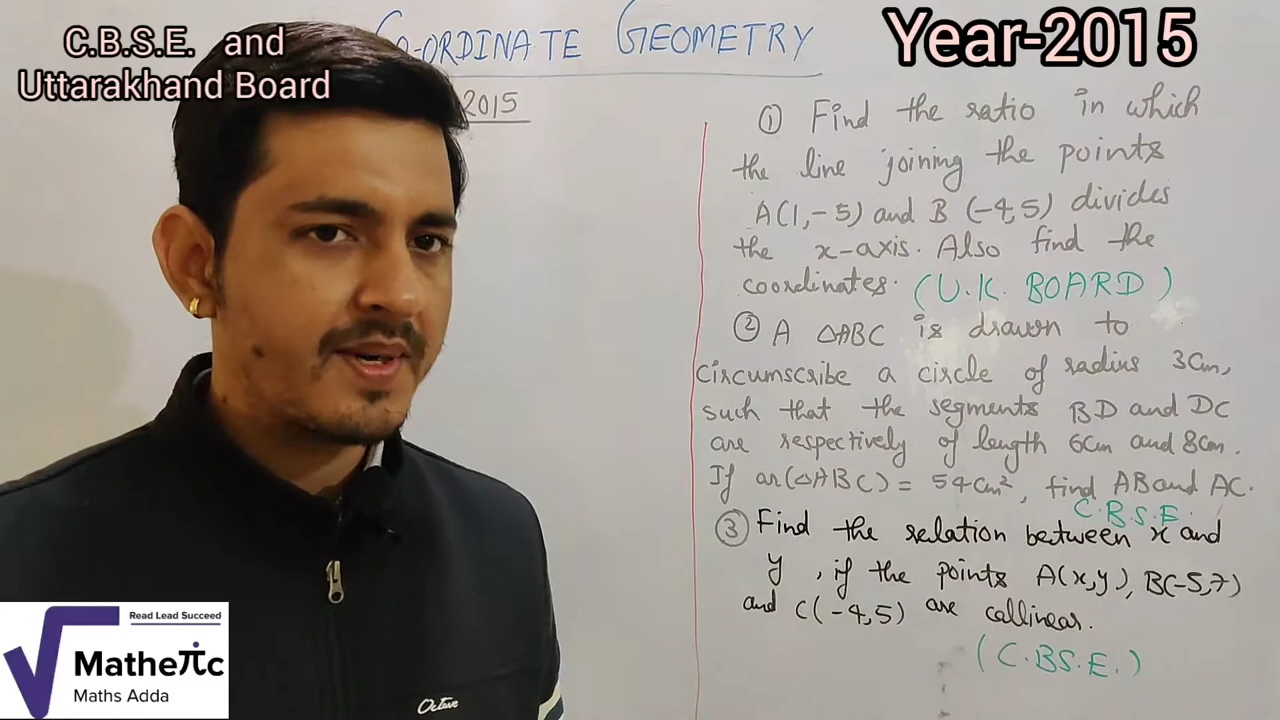 C.B.S.E. and
Uttarakhand Board
CO-ORDINATE GEOMETRY
Year-2015
2015
① Find the ratio in which
the line joining the points
A(1,-5) and B (-4,5) divides
the x-axis. Also find the
coordinates. (U.K. BOARD)
② A △ABC is drawn to
circumscribe a circle of radius 3cm,
such that the segments BD and DC
are respectively of length 6cm and 8cm.
If ar(△ABC) = 54cm², find AB and AC.
C.B.S.E.
③ Find the relation between x and
y, if the points A(x,y), B(-5,7)
and C(-4,5) are collinear.
(C.B.S.E.)
Read Lead Succeed
Matheπc
Maths Adda
Octave